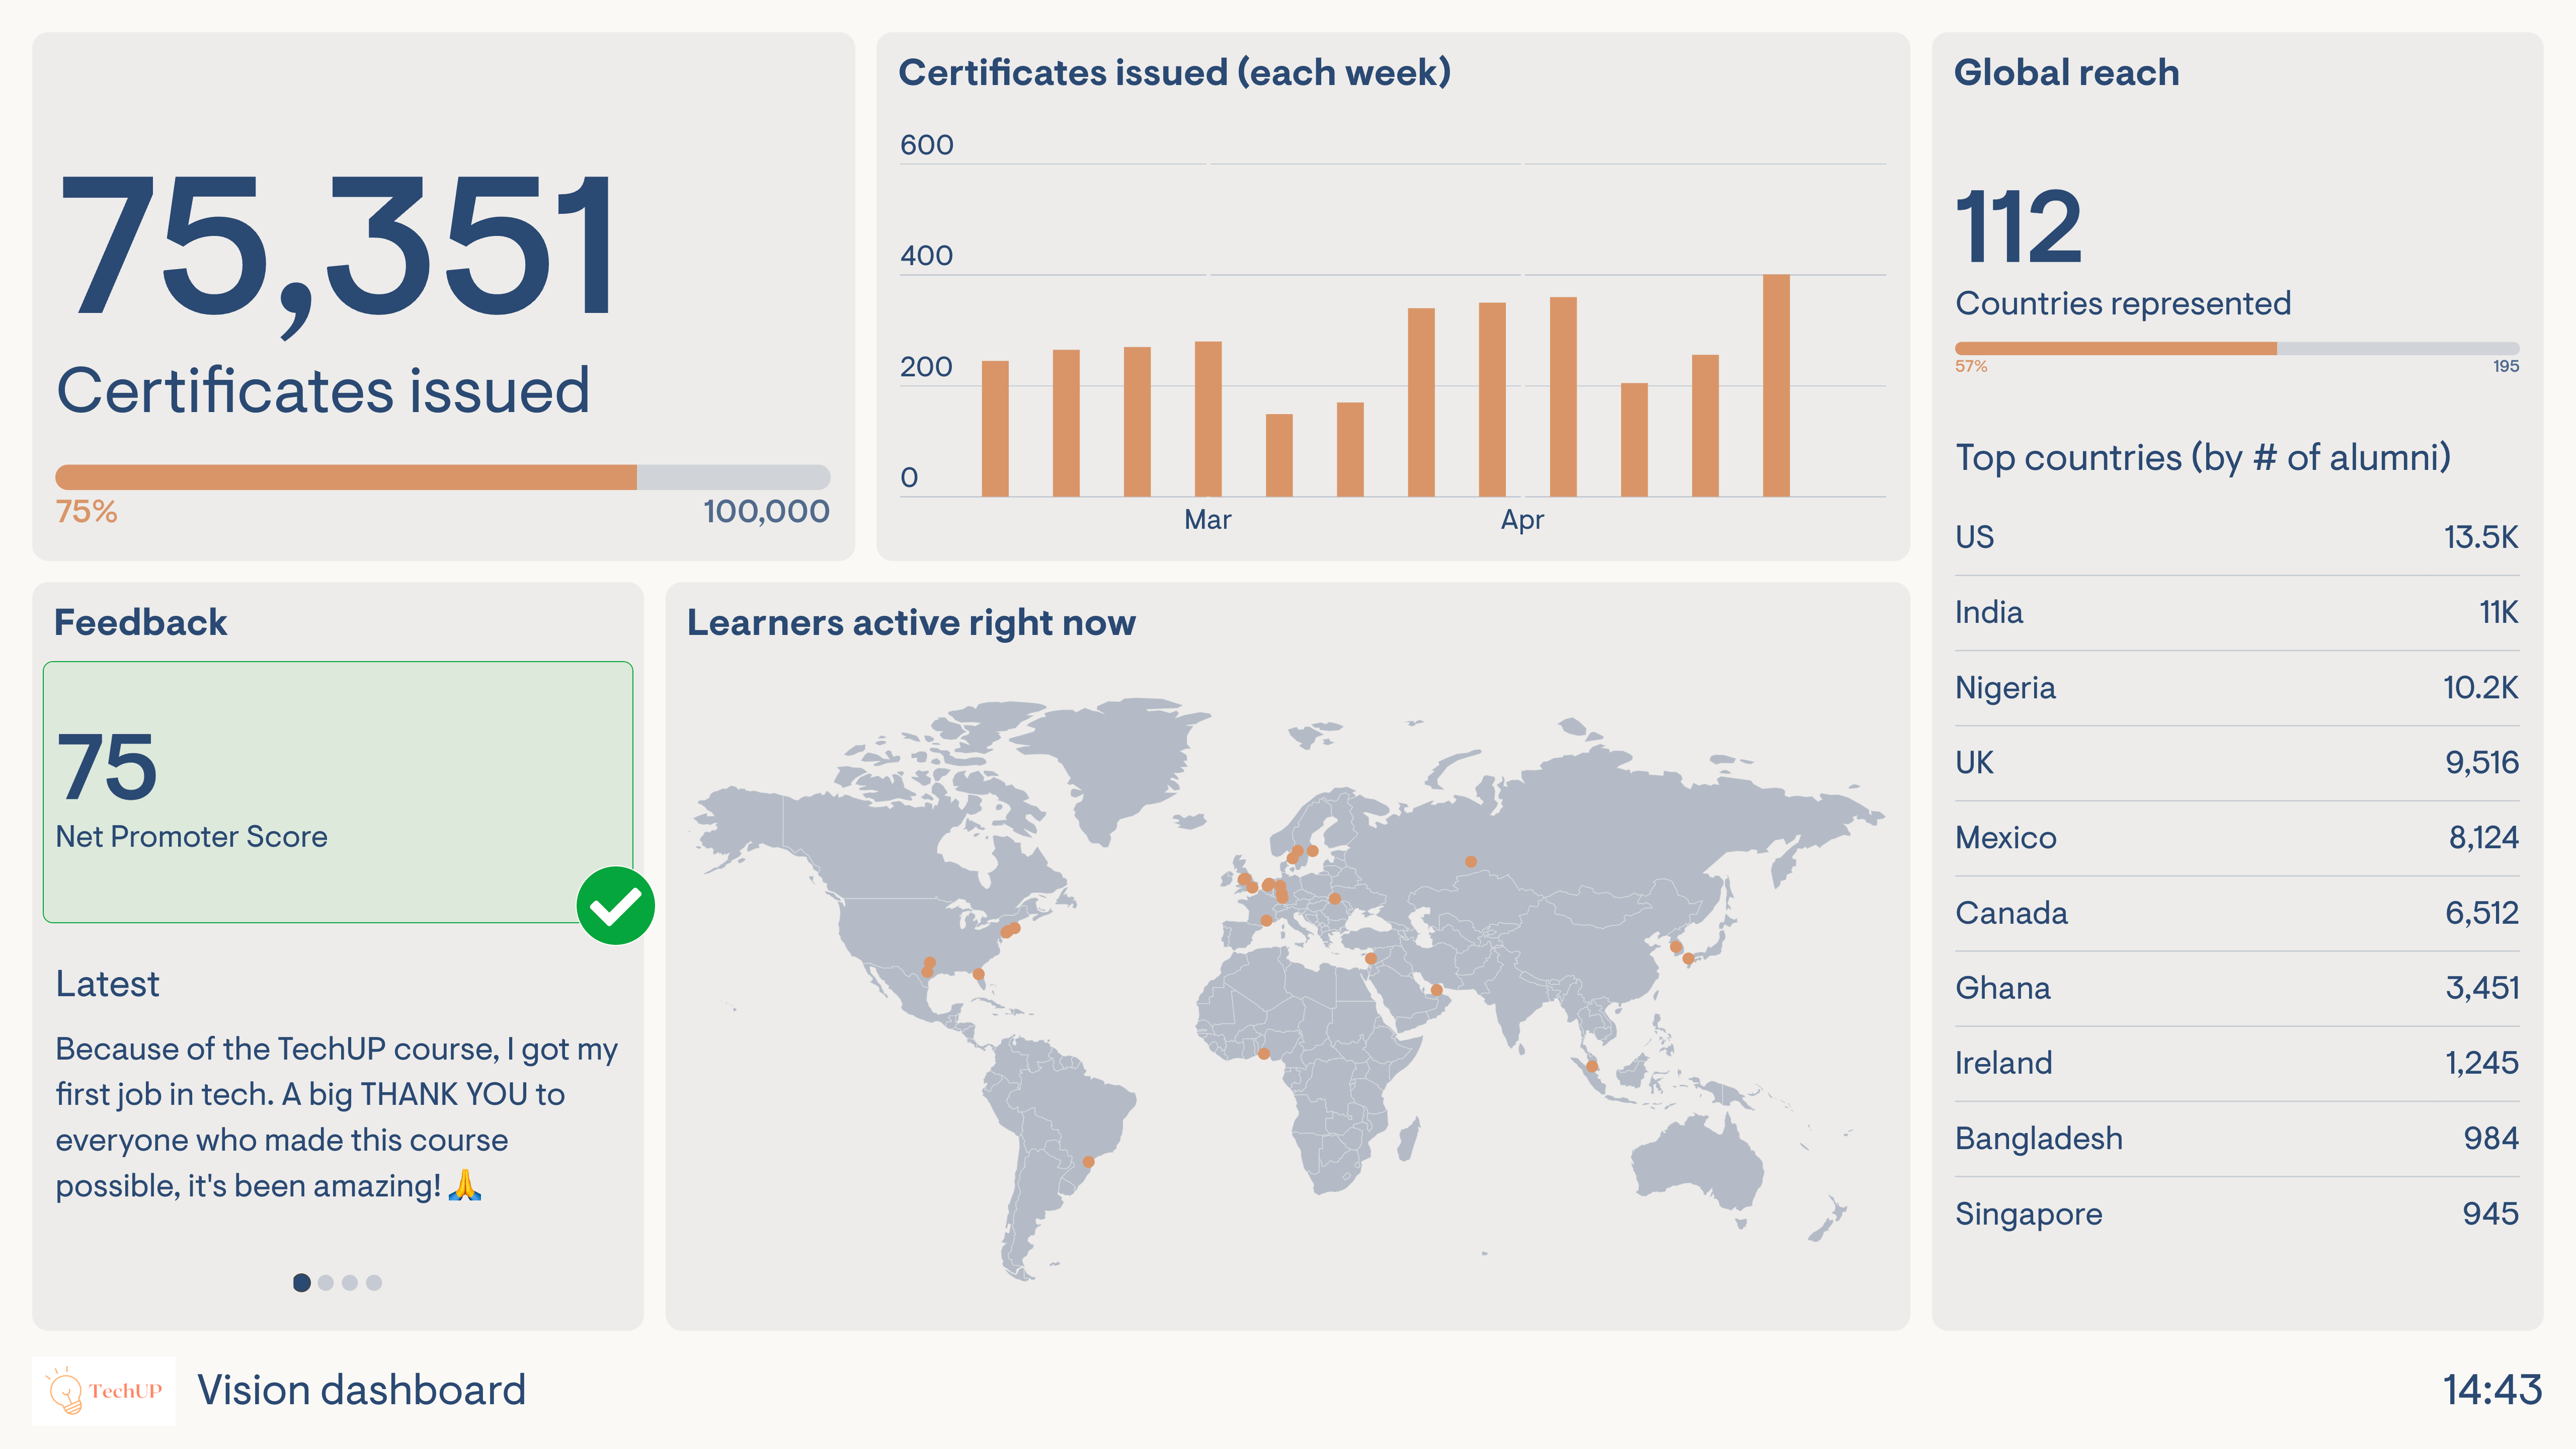 75,351
Certificates issued
75%
100,000
Certificates issued (each week)
600
400
200
0
Mar
Apr
Global reach
112
Countries represented
57%
195
Top countries (by # of alumni)
US 13.5K
India 11K
Nigeria 10.2K
UK 9,516
Mexico 8,124
Canada 6,512
Ghana 3,451
Ireland 1,245
Bangladesh 984
Singapore 945
Feedback
75
Net Promoter Score
Latest
Because of the TechUP course, I got my
first job in tech. A big THANK YOU to
everyone who made this course
possible, it's been amazing! 🙏
Learners active right now
TechUP
Vision dashboard
14:43